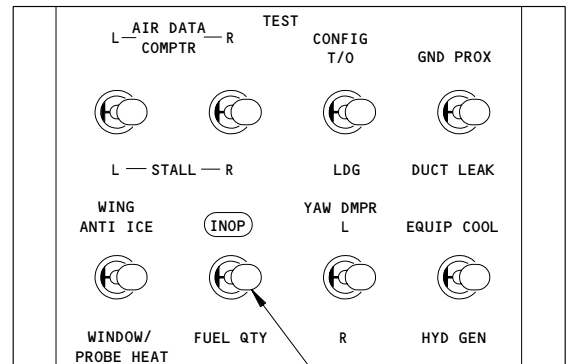 TEST
L — AIR DATA COMPTR — R
CONFIG
T/O
GND PROX
L — STALL — R
LDG
DUCT LEAK
WING
ANTI ICE
INOP
YAW DMPR
L
EQUIP COOL
WINDOW/
PROBE HEAT
FUEL QTY
R
HYD GEN